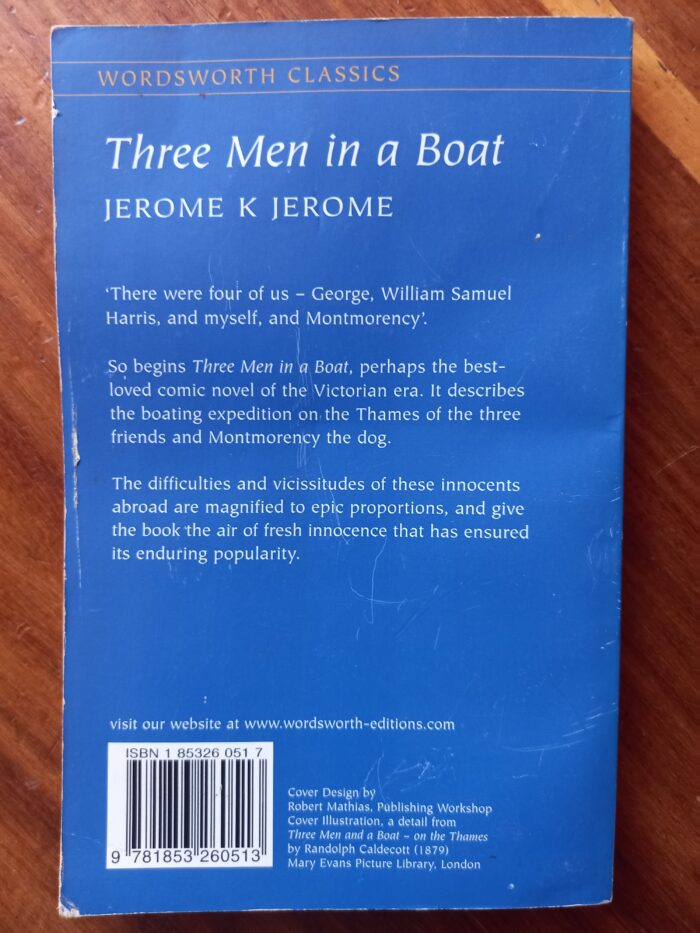 WORDSWORTH CLASSICS
Three Men in a Boat
JEROME K JEROME
‘There were four of us – George, William Samuel
Harris, and myself, and Montmorency’.
So begins Three Men in a Boat, perhaps the best-
loved comic novel of the Victorian era. It describes
the boating expedition on the Thames of the three
friends and Montmorency the dog.
The difficulties and vicissitudes of these innocents
abroad are magnified to epic proportions, and give
the book the air of fresh innocence that has ensured
its enduring popularity.
visit our website at www.wordsworth-editions.com
ISBN 1 85326 051 7
9 781853 260513
Cover Design by
Robert Mathias, Publishing Workshop
Cover Illustration, a detail from
Three Men and a Boat – on the Thames
by Randolph Caldecott (1879)
Mary Evans Picture Library, London